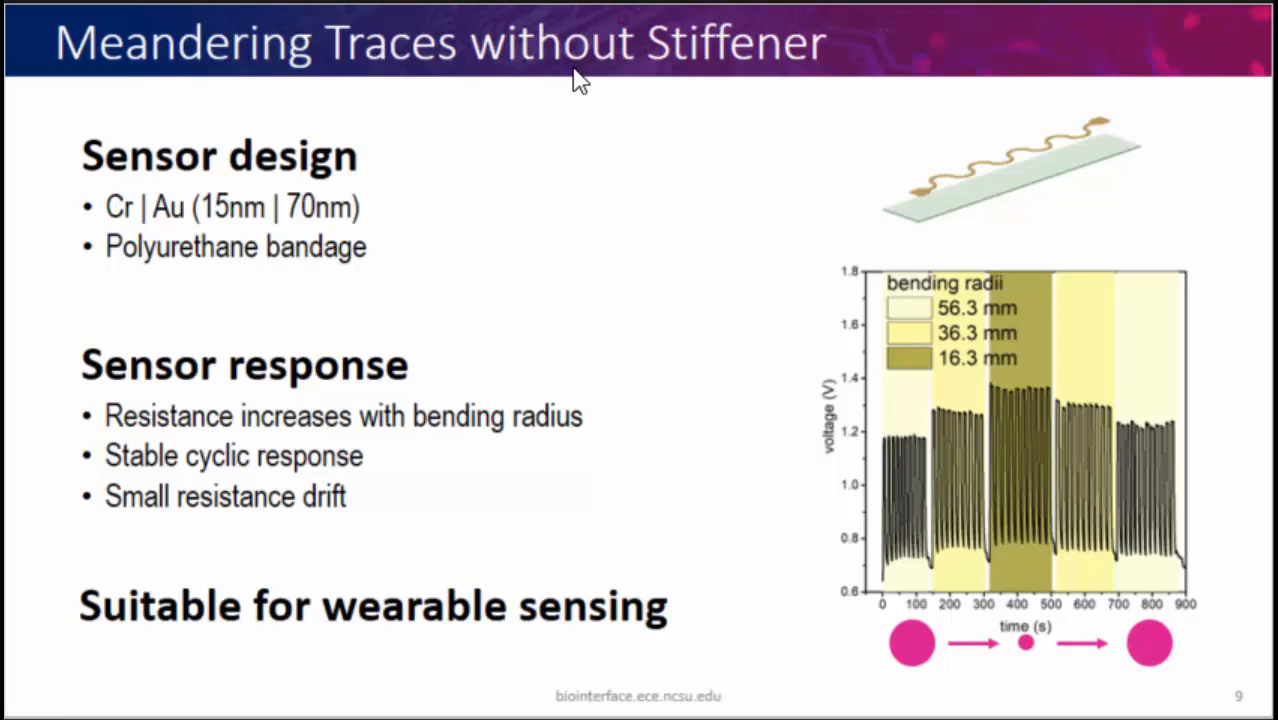 Meandering Traces without Stiffener
Sensor design
• Cr | Au (15nm | 70nm)
• Polyurethane bandage
Sensor response
• Resistance increases with bending radius
• Stable cyclic response
• Small resistance drift
Suitable for wearable sensing
bending radii
56.3 mm
36.3 mm
16.3 mm
voltage (V)
1.8
1.6
1.4
1.2
1.0
0.8
0.6
0 100 200 300 400 500 600 700 800 900
time (s)
biointerface.ece.ncsu.edu
9